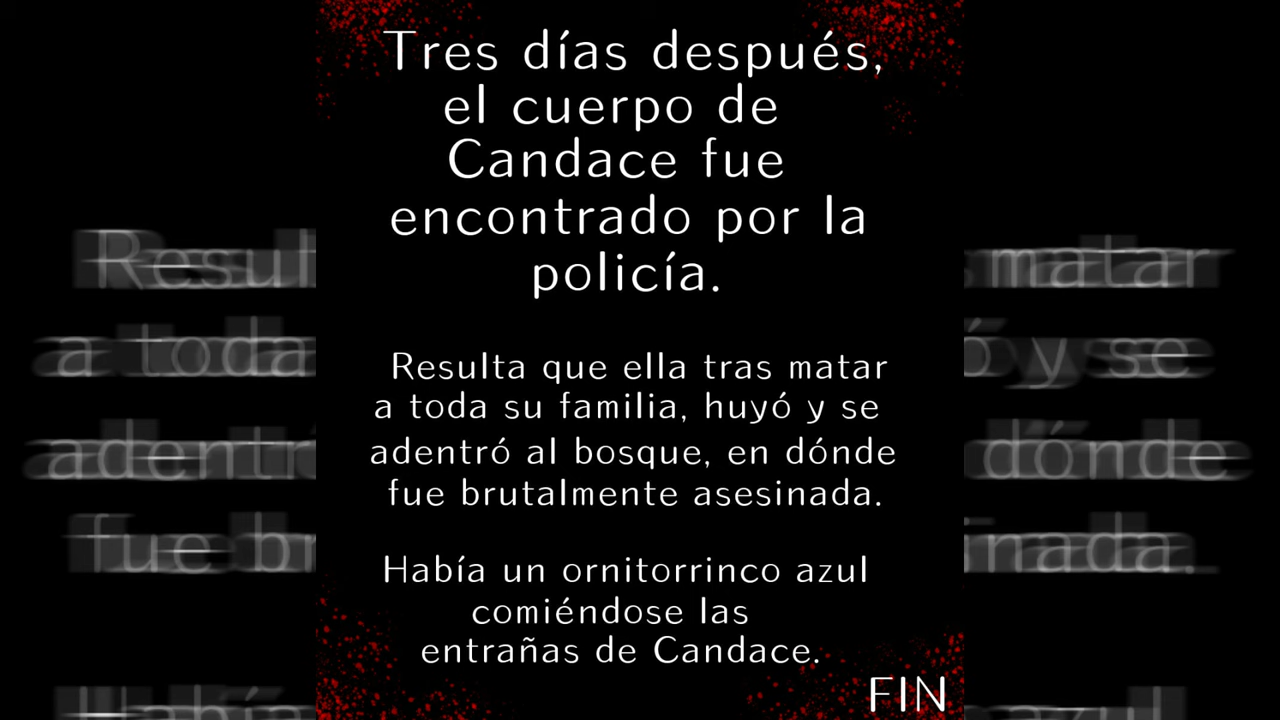 Tres días después,
el cuerpo de
Candace fue
encontrado por la
policía.
Resulta que ella tras matar
a toda su familia, huyó y se
adentró al bosque, en dónde
fue brutalmente asesinada.
Había un ornitorrinco azul
comiéndose las
entrañas de Candace.
FIN